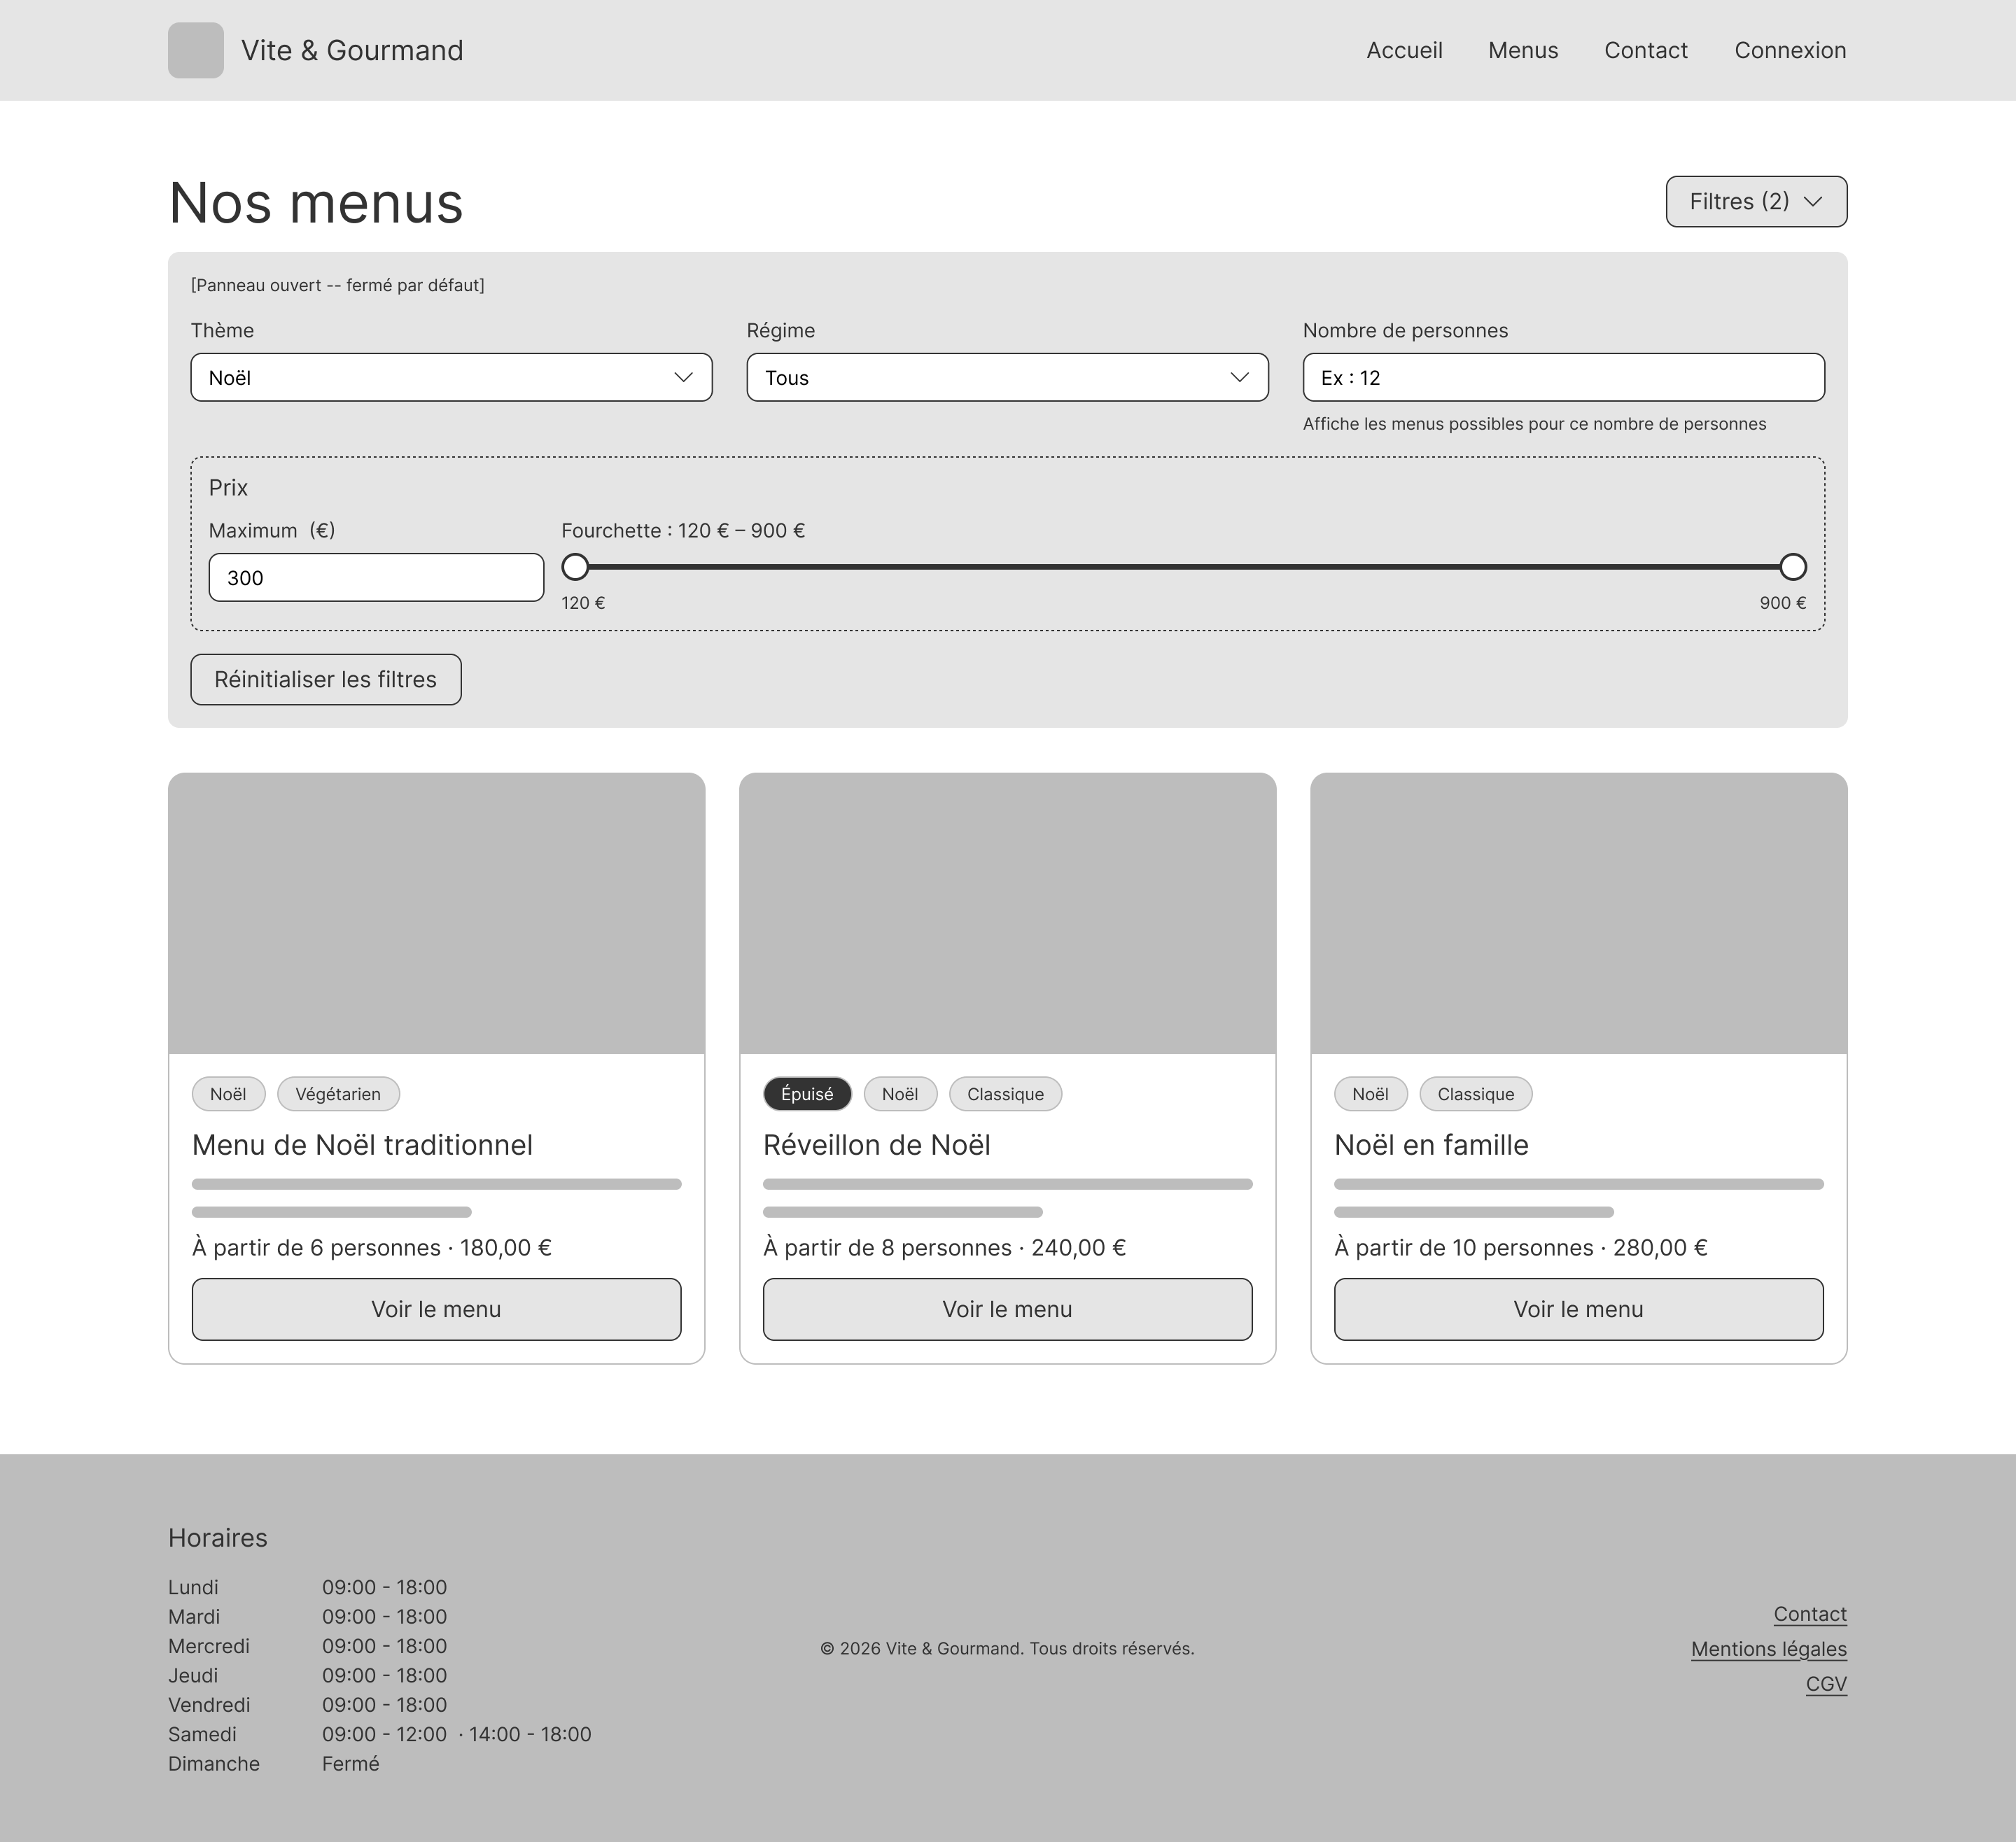 Vite & Gourmand
Accueil Menus Contact Connexion
Nos menus
Filtres (2)
[Panneau ouvert -- fermé par défaut]
Thème
Noël
Régime
Tous
Nombre de personnes
Ex : 12
Affiche les menus possibles pour ce nombre de personnes
Prix
Maximum (€)
300
Fourchette : 120 € – 900 €
120 €
900 €
Réinitialiser les filtres
Noël Végétarien
Menu de Noël traditionnel
À partir de 6 personnes · 180,00 €
Voir le menu
Épuisé Noël Classique
Réveillon de Noël
À partir de 8 personnes · 240,00 €
Voir le menu
Noël Classique
Noël en famille
À partir de 10 personnes · 280,00 €
Voir le menu
Horaires
Lundi 09:00 - 18:00
Mardi 09:00 - 18:00
Mercredi 09:00 - 18:00
Jeudi 09:00 - 18:00
Vendredi 09:00 - 18:00
Samedi 09:00 - 12:00 · 14:00 - 18:00
Dimanche Fermé
© 2026 Vite & Gourmand. Tous droits réservés.
Contact
Mentions légales
CGV